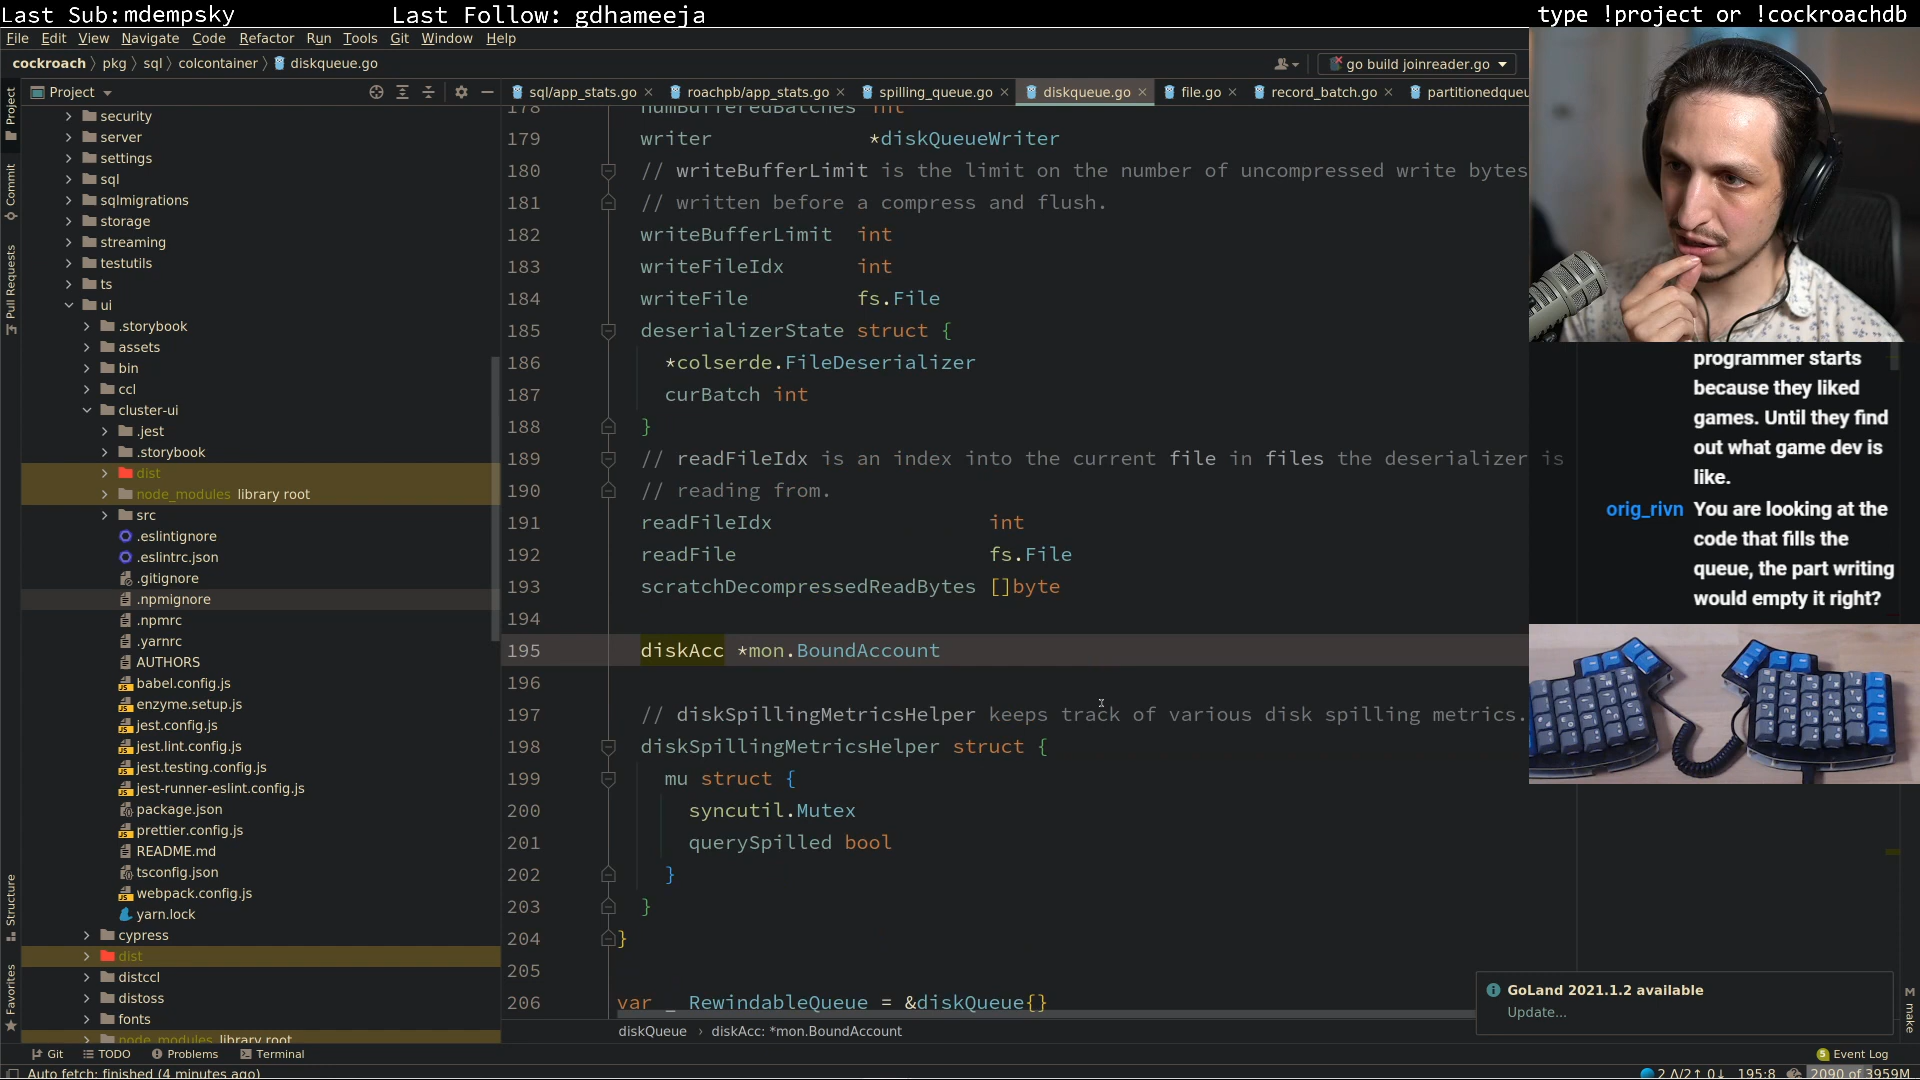 Last Sub: mdempsky
Last Follow: gdhameeja
type !project or !cockroachdb
File Edit View Navigate Code Refactor Run Tools Git Window Help
cockroach pkg sql colcontainer diskqueue.go
go build joinreader.go
Project
sql/app_stats.go roachpb/app_stats.go spilling_queue.go diskqueue.go file.go record_batch.go partitionedqueu
Project
Commit
Pull Requests
Structure
Favorites
security
server
settings
sql
sqlmigrations
storage
streaming
testutils
ts
ui
.storybook
assets
bin
ccl
cluster-ui
.jest
.storybook
dist
node_modules library root
src
.eslintignore
.eslintrc.json
.gitignore
.npmignore
.npmrc
.yarnrc
AUTHORS
babel.config.js
enzyme.setup.js
jest.config.js
jest.lint.config.js
jest.testing.config.js
jest-runner-eslint.config.js
package.json
prettier.config.js
README.md
tsconfig.json
webpack.config.js
yarn.lock
cypress
dist
distccl
distoss
fonts
node_modules library root
178 numBufferedBatches int
179 writer *diskQueueWriter
180 // writeBufferLimit is the limit on the number of uncompressed write bytes
181 // written before a compress and flush.
182 writeBufferLimit int
183 writeFileIdx int
184 writeFile fs.File
185 deserializerState struct {
186 *colserde.FileDeserializer
187 curBatch int
188 }
189 // readFileIdx is an index into the current file in files the deserializer is
190 // reading from.
191 readFileIdx int
192 readFile fs.File
193 scratchDecompressedReadBytes []byte
194
195 diskAcc *mon.BoundAccount
196
197 // diskSpillingMetricsHelper keeps track of various disk spilling metrics.
198 diskSpillingMetricsHelper struct {
199 mu struct {
200 syncutil.Mutex
201 querySpilled bool
202 }
203 }
204 }
205
206 var _ RewindableQueue = &diskQueue{}
diskQueue diskAcc: *mon.BoundAccount
programmer starts
because they liked
games. Until they find
out what game dev is
like.
orig_rivn You are looking at the
code that fills the
queue, the part writing
would empty it right?
GoLand 2021.1.2 available
Update...
make
Git TODO Problems Terminal
5 Event Log
Auto fetch: finished (4 minutes ago)
2 Δ/2↑ 0↓ 195:8 2090 of 3959M